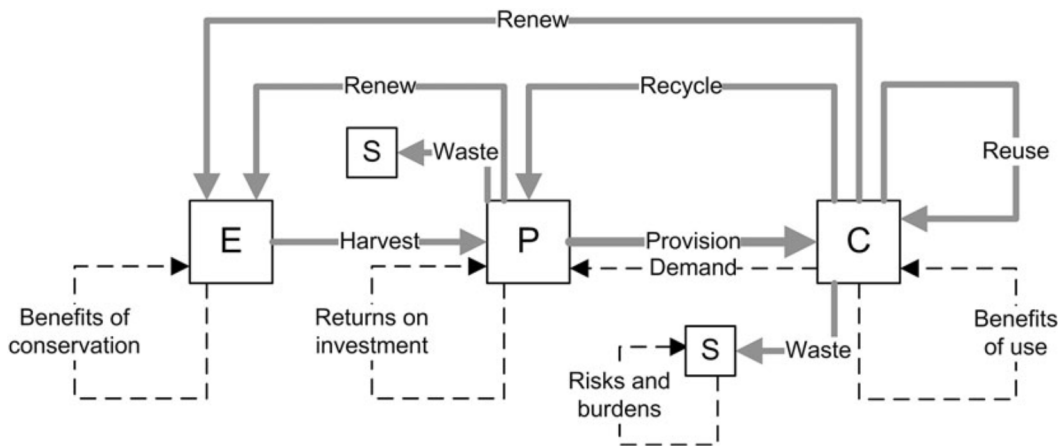 Renew
Renew
Recycle
S
Waste
Reuse
E
Harvest
P
Provision
C
Demand
Benefits of
conservation
Returns on
investment
S
Waste
Risks and
burdens
Benefits
of use